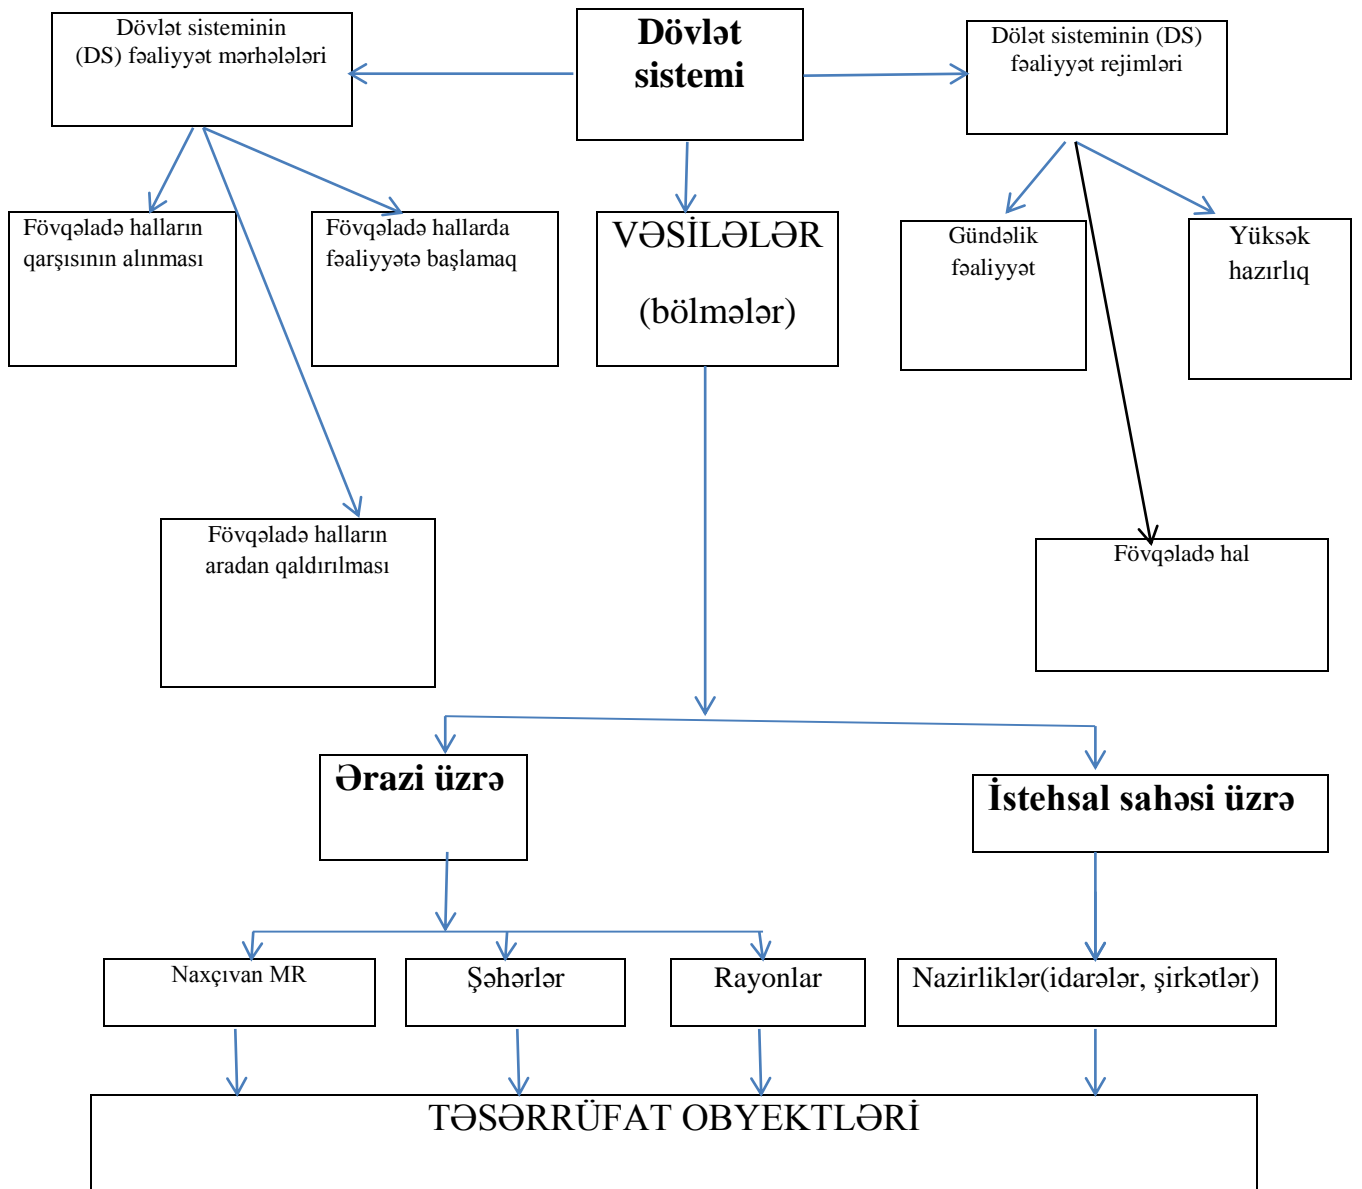 Dövlət sisteminin
(DS) fəaliyyət mərhələləri
Dövlət
sistemi
Dölət sisteminin (DS)
fəaliyyət rejimləri
Fövqəladə halların
qarşısının alınması
Fövqəladə hallarda
fəaliyyətə başlamaq
VƏSİLƏLƏR
(bölmələr)
Gündəlik
fəaliyyət
Yüksək
hazırlıq
Fövqəladə halların
aradan qaldırılması
Fövqəladə hal
Ərazi üzrə
İstehsal sahəsi üzrə
Naxçıvan MR
Şəhərlər
Rayonlar
Nazirliklər(idarələr, şirkətlər)
TƏSƏRRÜFAT OBYEKTLƏRİ